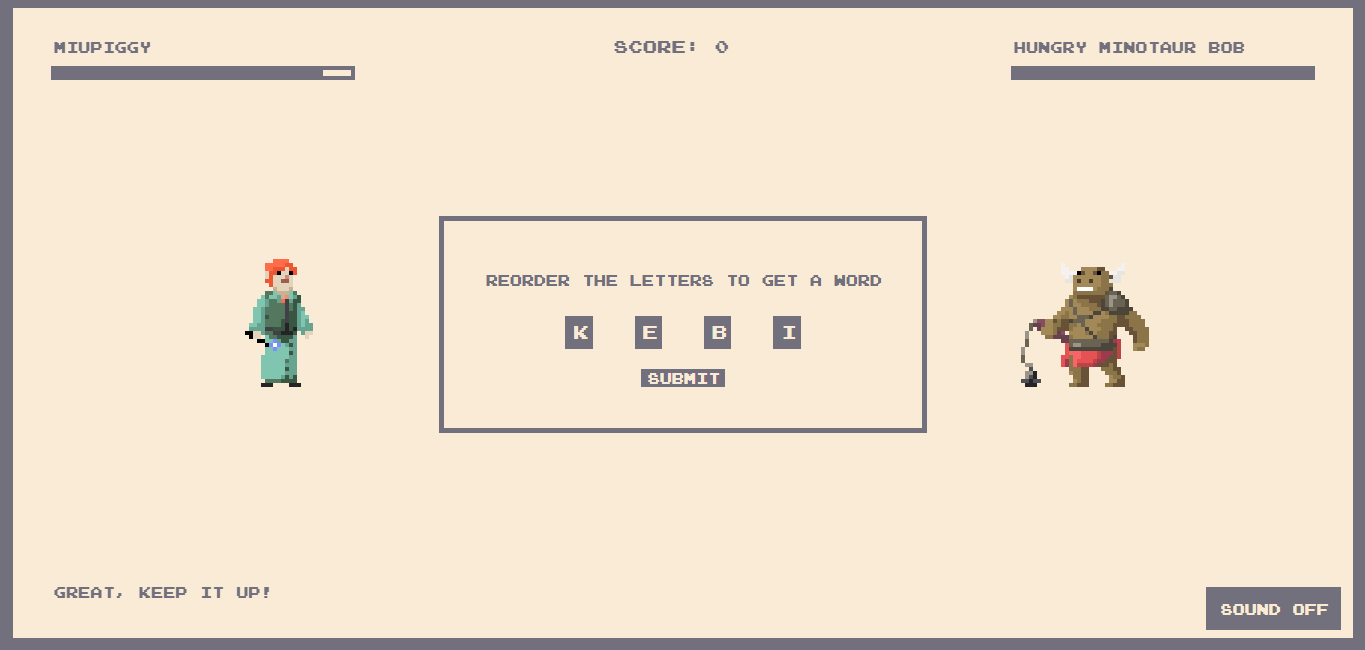 MIUPIGGY
SCORE: 0
HUNGRY MINOTAUR BOB
REORDER THE LETTERS TO GET A WORD
K E B I
SUBMIT
GREAT, KEEP IT UP!
SOUND OFF